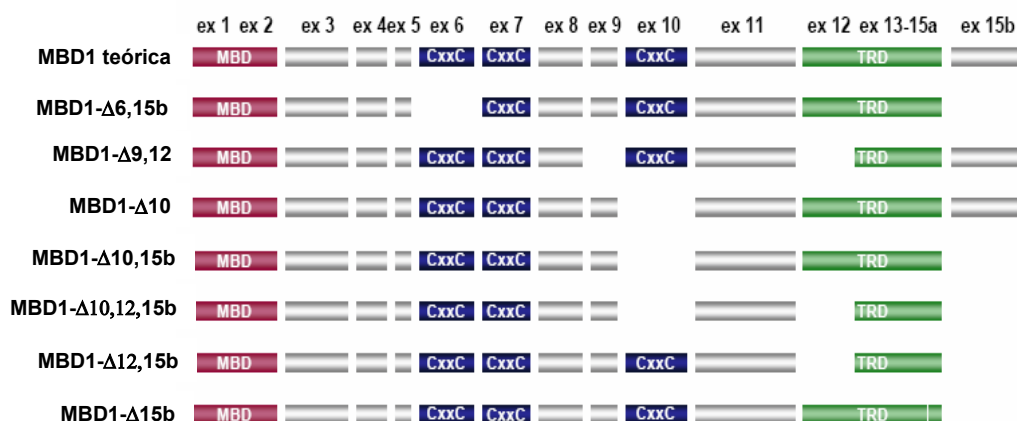 ex 1 ex 2 ex 3 ex 4 ex 5 ex 6 ex 7 ex 8 ex 9 ex 10 ex 11 ex 12 ex 13-15a ex 15b
MBD1 teórica MBD CxxC CxxC CxxC TRD
MBD1-Δ6,15b MBD CxxC CxxC TRD
MBD1-Δ9,12 MBD CxxC CxxC CxxC TRD
MBD1-Δ10 MBD CxxC CxxC TRD
MBD1-Δ10,15b MBD CxxC CxxC TRD
MBD1-Δ10,12,15b MBD CxxC CxxC TRD
MBD1-Δ12,15b MBD CxxC CxxC CxxC TRD
MBD1-Δ15b MBD CxxC CxxC CxxC TRD